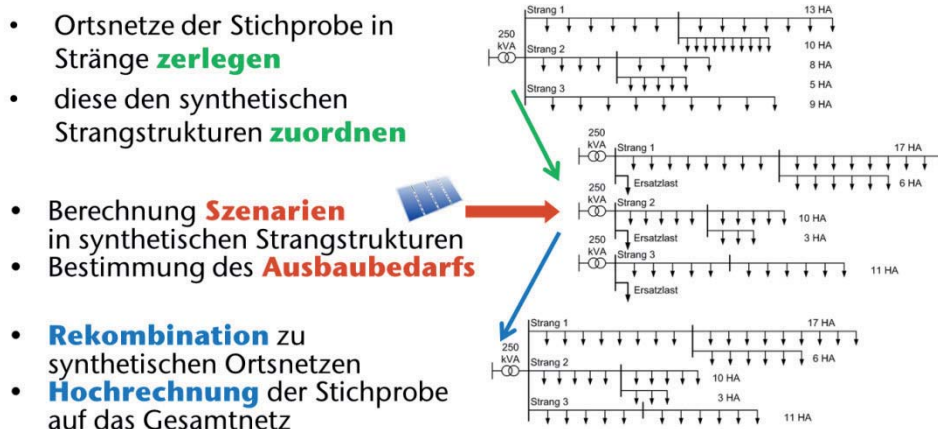 • Ortsnetze der Stichprobe in
Stränge zerlegen
• diese den synthetischen
Strangstrukturen zuordnen
• Berechnung Szenarien
in synthetischen Strangstrukturen
• Bestimmung des Ausbaubedarfs
• Rekombination zu
synthetischen Ortsnetzen
• Hochrechnung der Stichprobe
auf das Gesamtnetz
Strang 1
13 HA
10 HA
250
kVA
Strang 2
8 HA
5 HA
Strang 3
9 HA
250
kVA
Strang 1
17 HA
6 HA
Ersatzlast
250
kVA
Strang 2
10 HA
3 HA
Ersatzlast
250
kVA
Strang 3
11 HA
Ersatzlast
Strang 1
17 HA
6 HA
250
kVA
Strang 2
10 HA
3 HA
Strang 3
11 HA